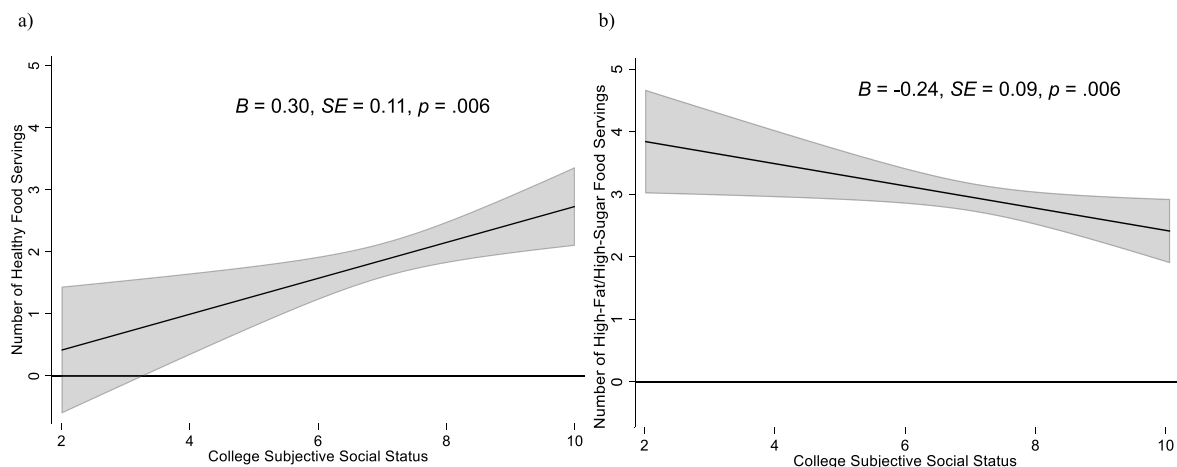 a)
Number of Healthy Food Servings
5
4
3
2
1
0
B = 0.30, SE = 0.11, p = .006
2 4 6 8 10
College Subjective Social Status
b)
Number of High-Fat/High-Sugar Food Servings
5
4
3
2
1
0
B = -0.24, SE = 0.09, p = .006
2 4 6 8 10
College Subjective Social Status